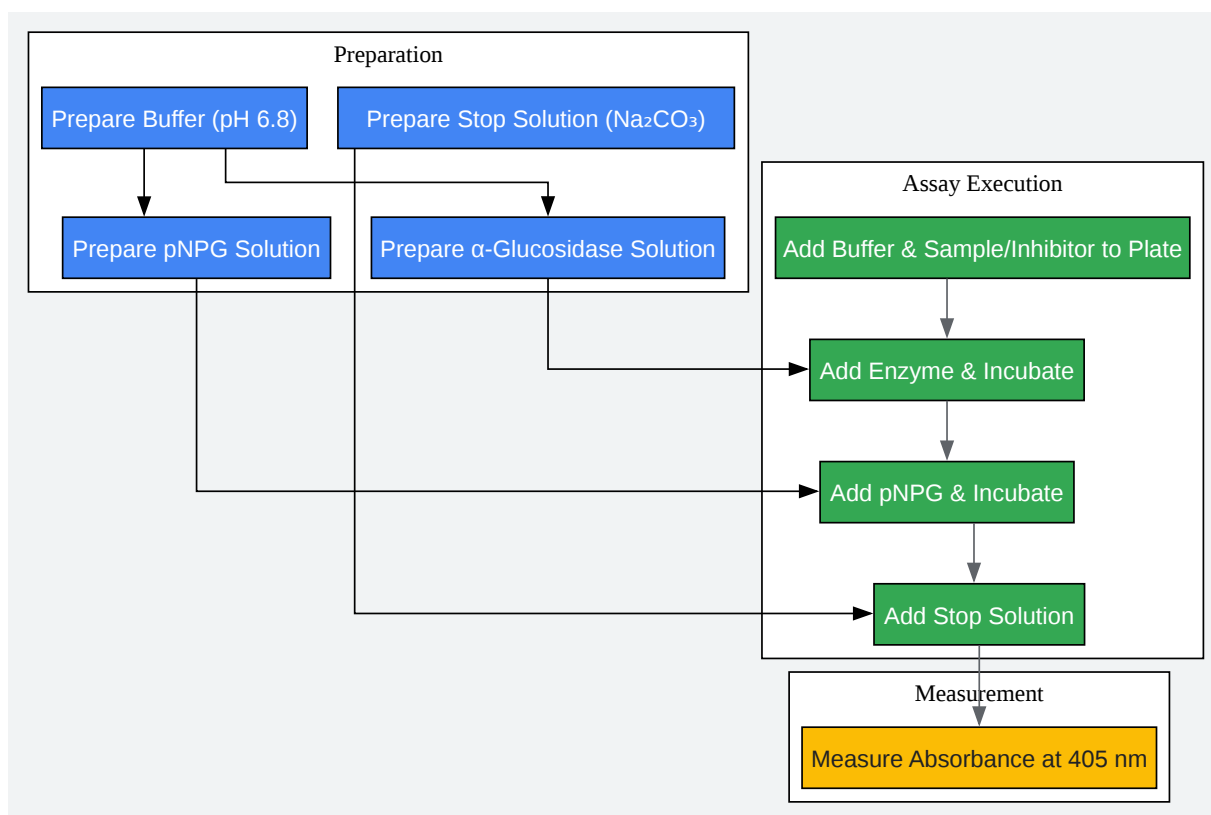 Preparation
Prepare Buffer (pH 6.8)
Prepare Stop Solution (Na₂CO₃)
Prepare pNPG Solution
Prepare α-Glucosidase Solution
Assay Execution
Add Buffer & Sample/Inhibitor to Plate
Add Enzyme & Incubate
Add pNPG & Incubate
Add Stop Solution
Measurement
Measure Absorbance at 405 nm